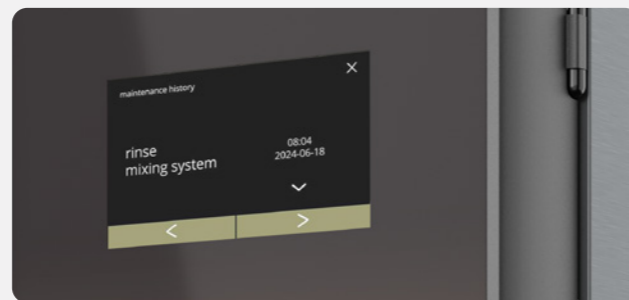 maintenance history
rinse
mixing system
08:04
2024-06-18